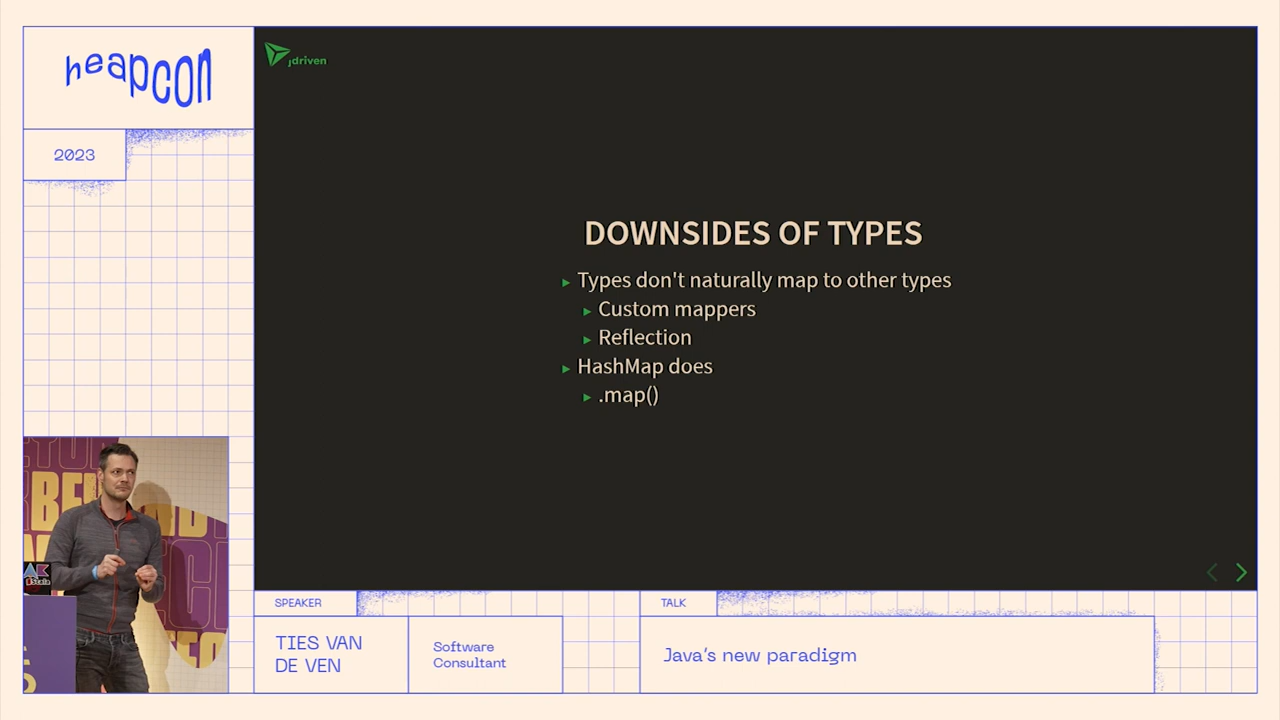 heapcon
2023
jdriven
DOWNSIDES OF TYPES
Types don't naturally map to other types
Custom mappers
Reflection
HashMap does
.map()
SPEAKER
TIES VAN
DE VEN
Software
Consultant
TALK
Java's new paradigm